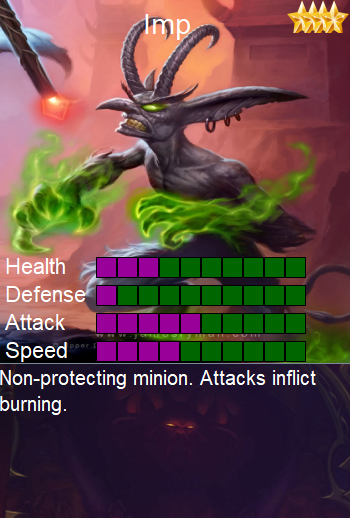 Imp
Health
Defense
Attack
Speed
Non-protecting minion. Attacks inflict
burning.